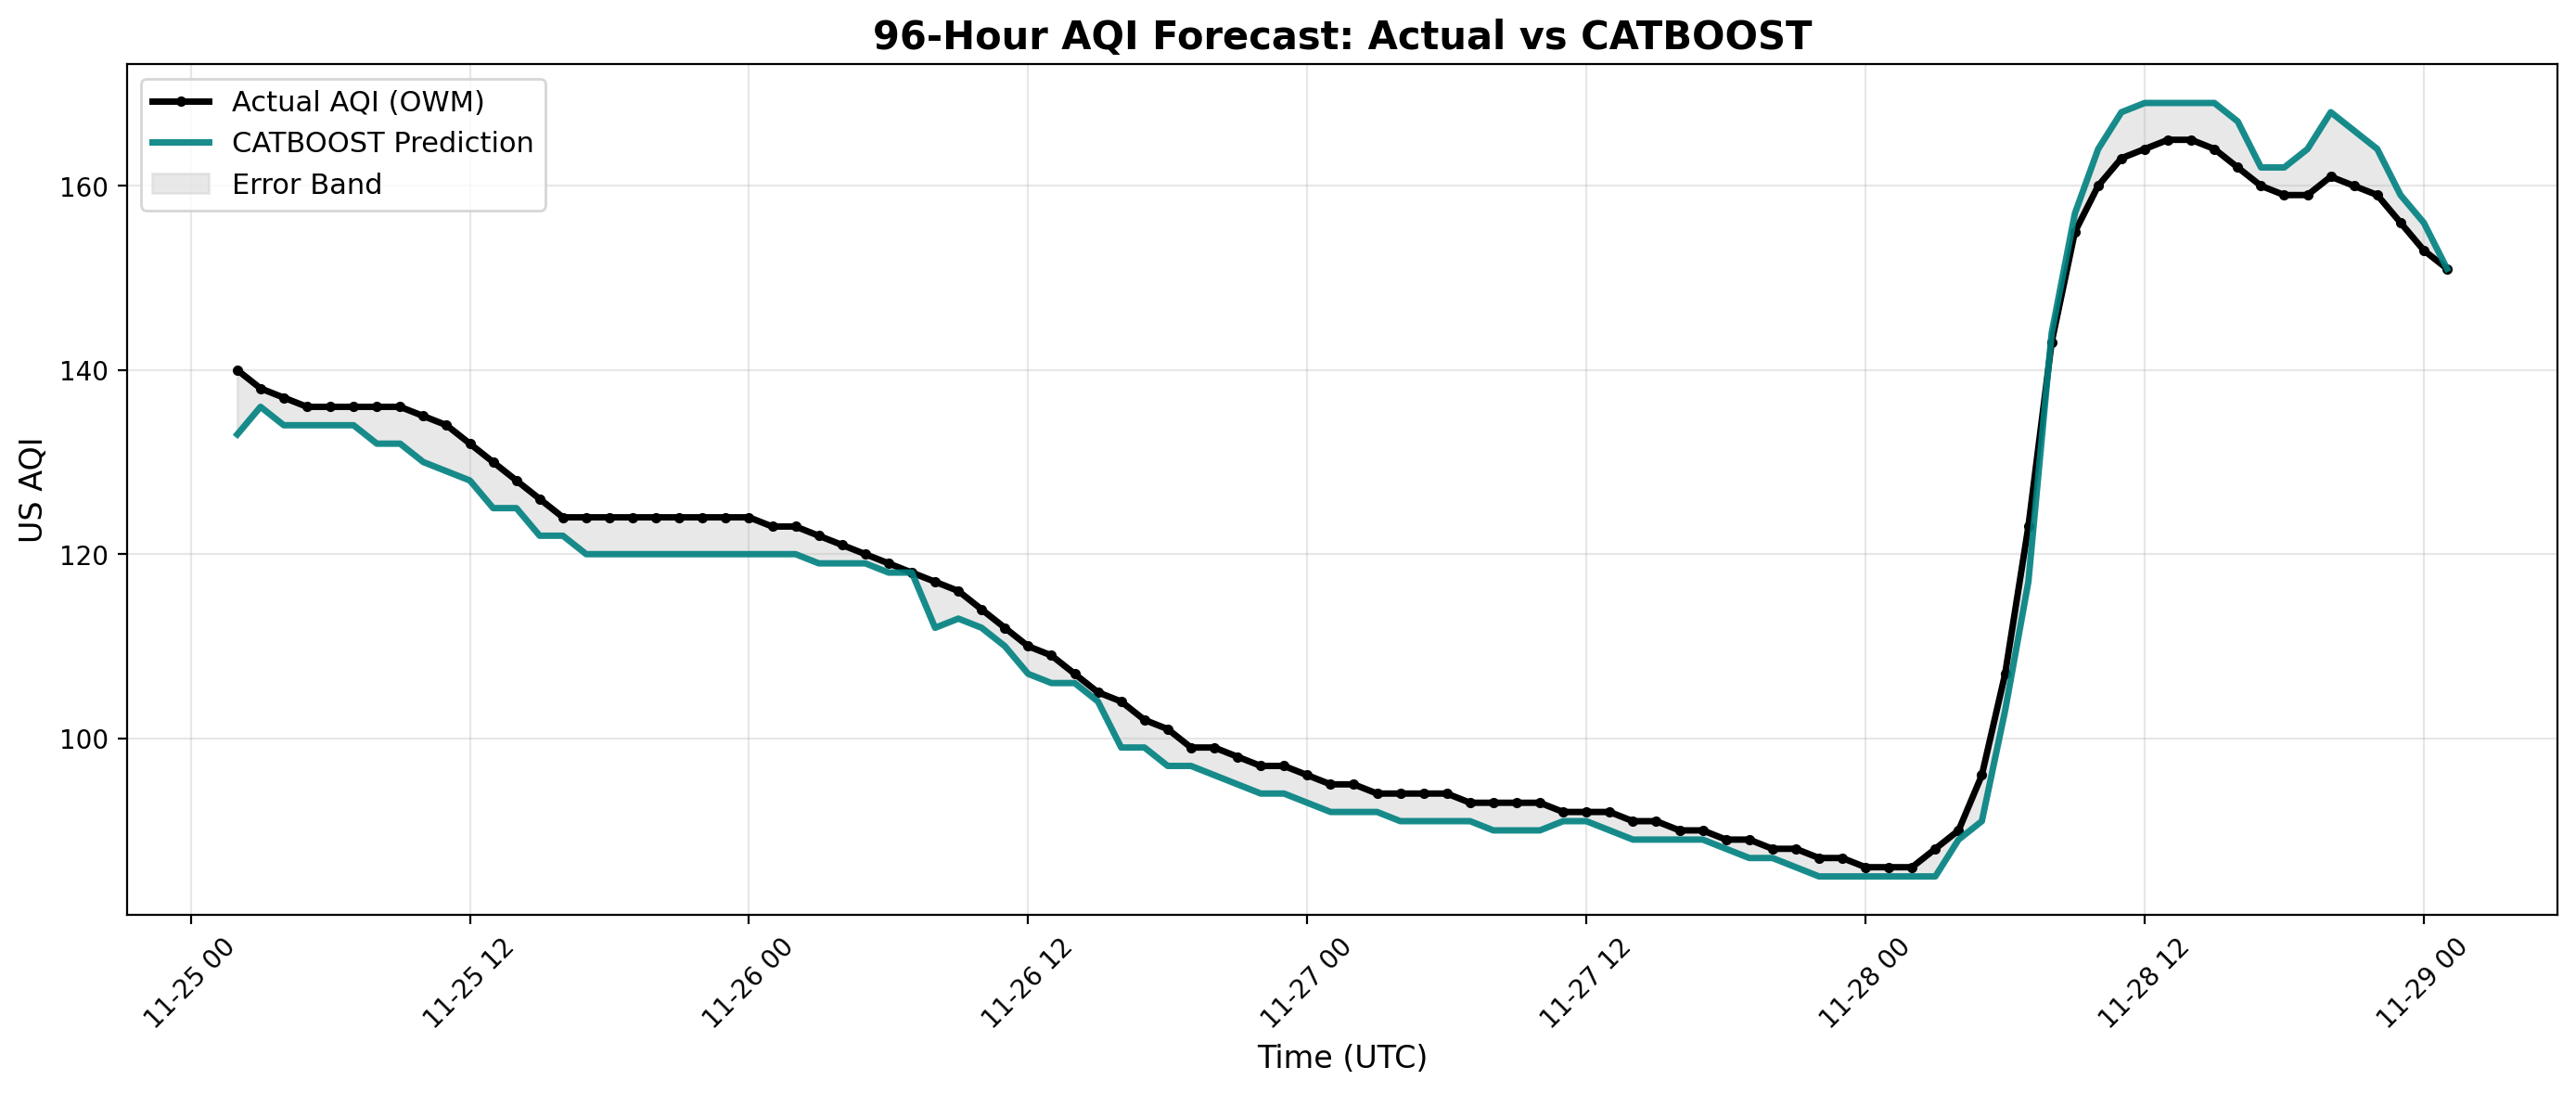 96-Hour AQI Forecast: Actual vs CATBOOST
Actual AQI (OWM)
CATBOOST Prediction
Error Band
US AQI
160
140
120
100
11-25 00
11-25 12
11-26 00
11-26 12
11-27 00
11-27 12
11-28 00
11-28 12
11-29 00
Time (UTC)